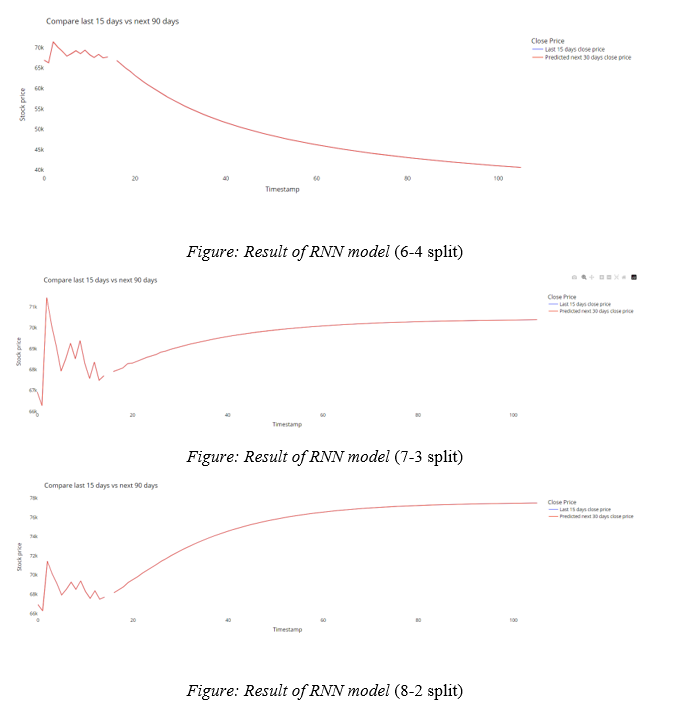 Compare last 15 days vs next 90 days
Close Price
Last 15 days close price
Predicted next 30 days close price
Stock price
70k
65k
60k
55k
50k
45k
40k
0 20 40 60 80 100
Timestamp
Figure: Result of RNN model (6-4 split)
Compare last 15 days vs next 90 days
Close Price
Last 15 days close price
Predicted next 30 days close price
Stock price
71k
70k
69k
68k
67k
66k
0 20 40 60 80 100
Timestamp
Figure: Result of RNN model (7-3 split)
Compare last 15 days vs next 90 days
Close Price
Last 15 days close price
Predicted next 30 days close price
Stock price
78k
76k
74k
72k
70k
68k
66k
0 20 40 60 80 100
Timestamp
Figure: Result of RNN model (8-2 split)